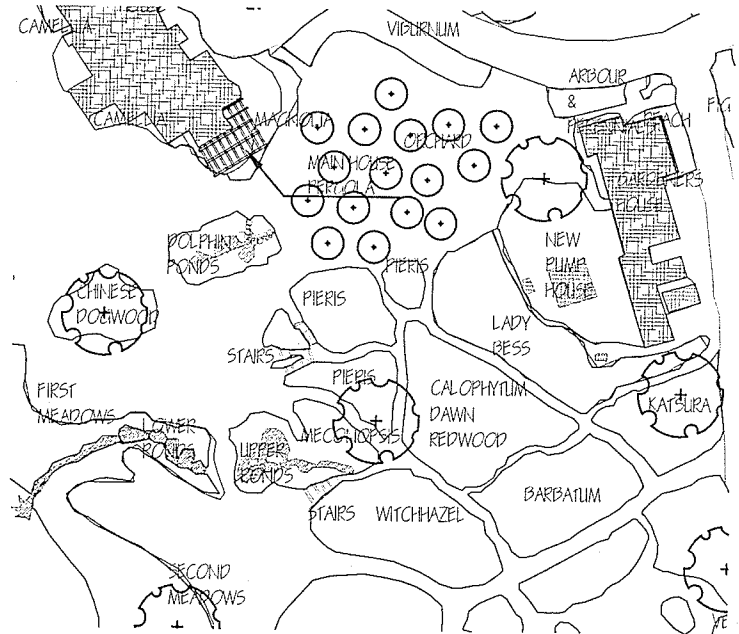 CAMELLIA
VIBURNUM
ARBOUR
&
FIG
CAMELLIA
MAGNOLIA
ORCHARD
MAIN HOUSE
PERGOLA
GARDENERS
HOUSE
DOLPHIN
PONDS
NEW
PUMP
HOUSE
PIERIS
CHINESE
DOGWOOD
PIERIS
LADY
BESS
STAIRS
PIERIS
FIRST
MEADOWS
CALOPHYTUM
DAWN
REDWOOD
KATSURA
LOWER
PONDS
UPPER
PONDS
MECONOPSIS
BARBATUM
STAIRS
WITCHHAZEL
SECOND
MEADOWS